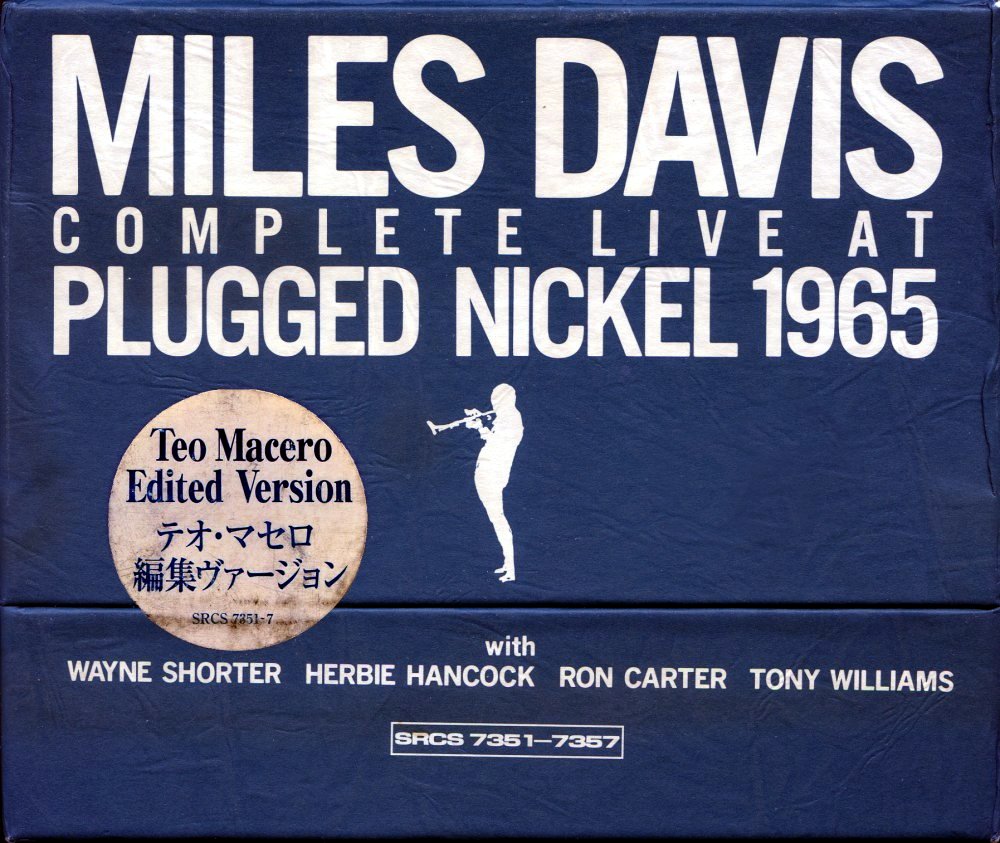 MILES DAVIS
COMPLETE LIVE AT
PLUGGED NICKEL 1965
Teo Macero
Edited Version
テオ・マセロ
編集ヴァージョン
SRCS 7351-7
with
WAYNE SHORTER HERBIE HANCOCK RON CARTER TONY WILLIAMS
SRCS 7351—7357